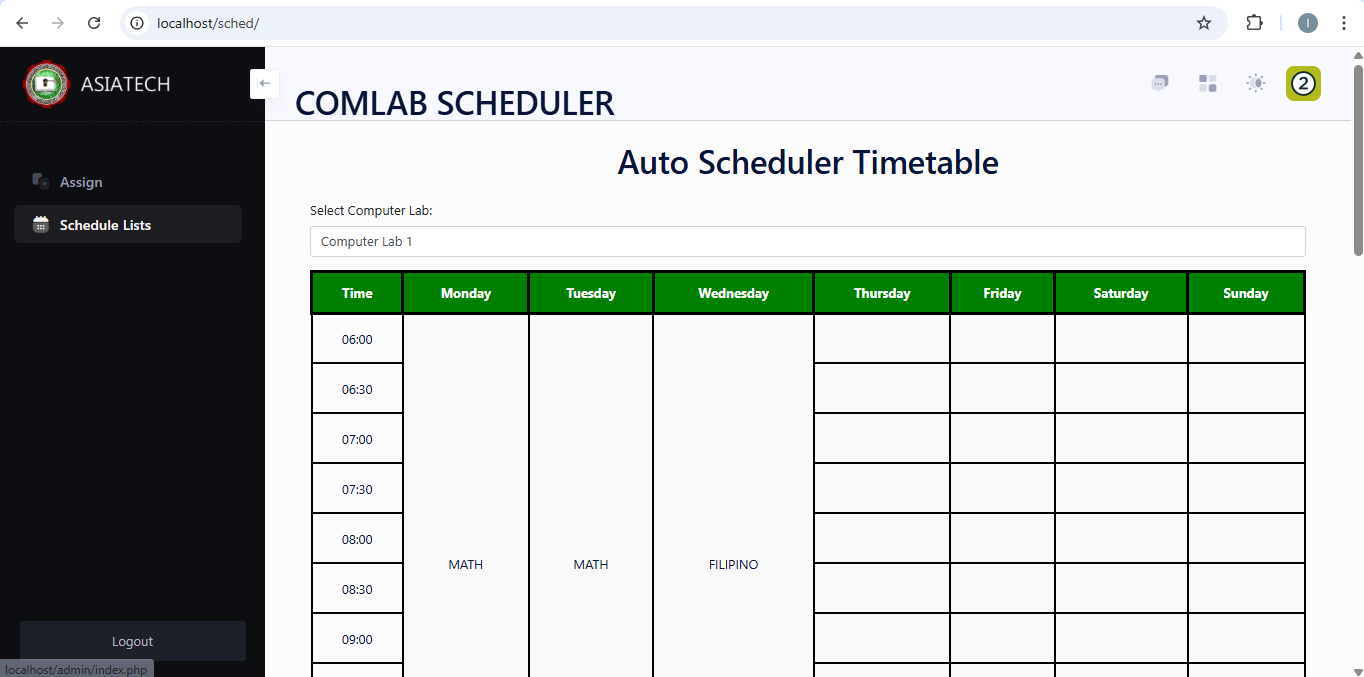 localhost/sched/
I
ASIATECH
COMLAB SCHEDULER
2
Auto Scheduler Timetable
Assign
Schedule Lists
Select Computer Lab:
Computer Lab 1
Time Monday Tuesday Wednesday Thursday Friday Saturday Sunday
06:00
06:30
07:00
07:30
08:00
MATH MATH FILIPINO
08:30
09:00
Logout
localhost/admin/index.php